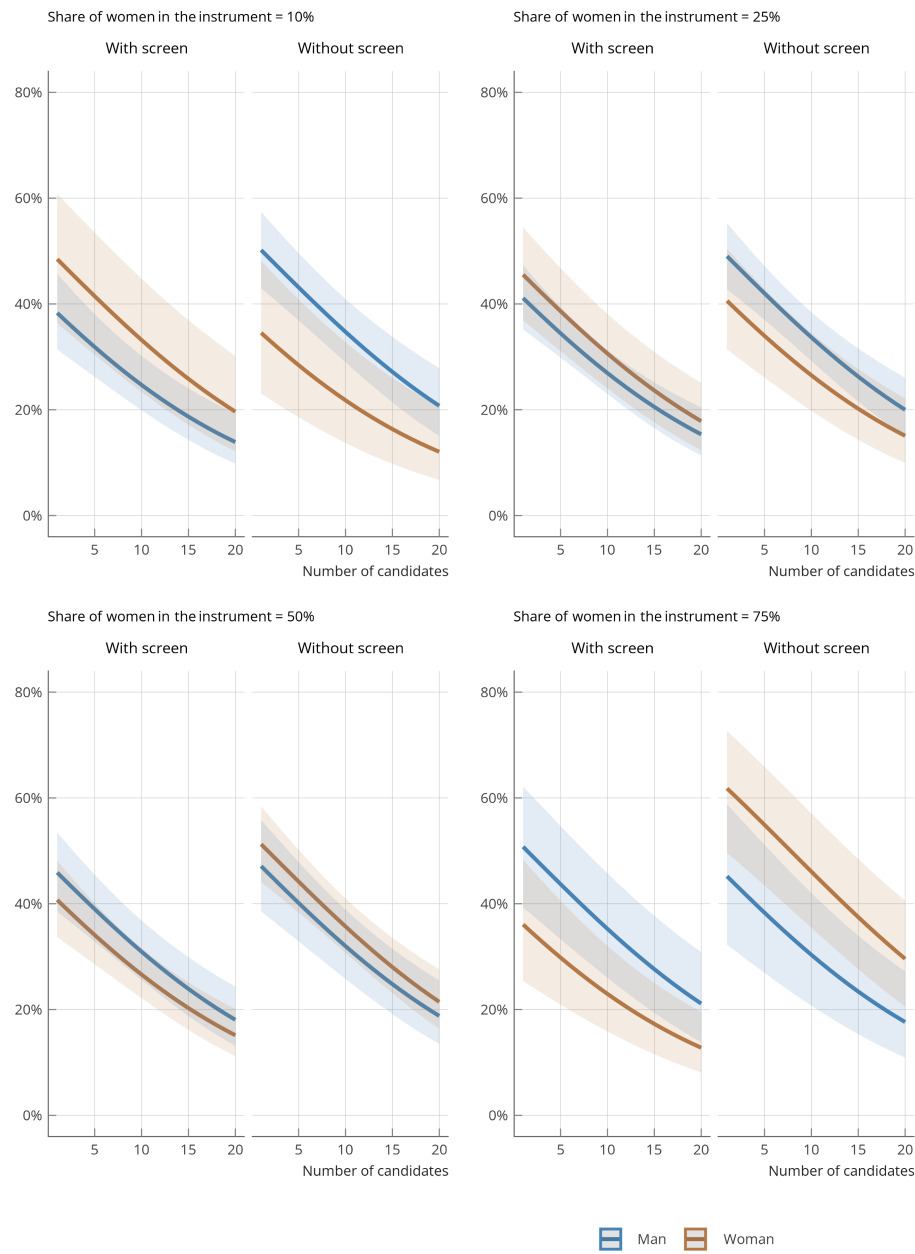 Share of women in the instrument = 10%
With screen Without screen
80%
60%
40%
20%
0%
5 10 15 20 5 10 15 20
Number of candidates
Share of women in the instrument = 25%
With screen Without screen
80%
60%
40%
20%
0%
5 10 15 20 5 10 15 20
Number of candidates
Share of women in the instrument = 50%
With screen Without screen
80%
60%
40%
20%
0%
5 10 15 20 5 10 15 20
Number of candidates
Share of women in the instrument = 75%
With screen Without screen
80%
60%
40%
20%
0%
5 10 15 20 5 10 15 20
Number of candidates
Man Woman